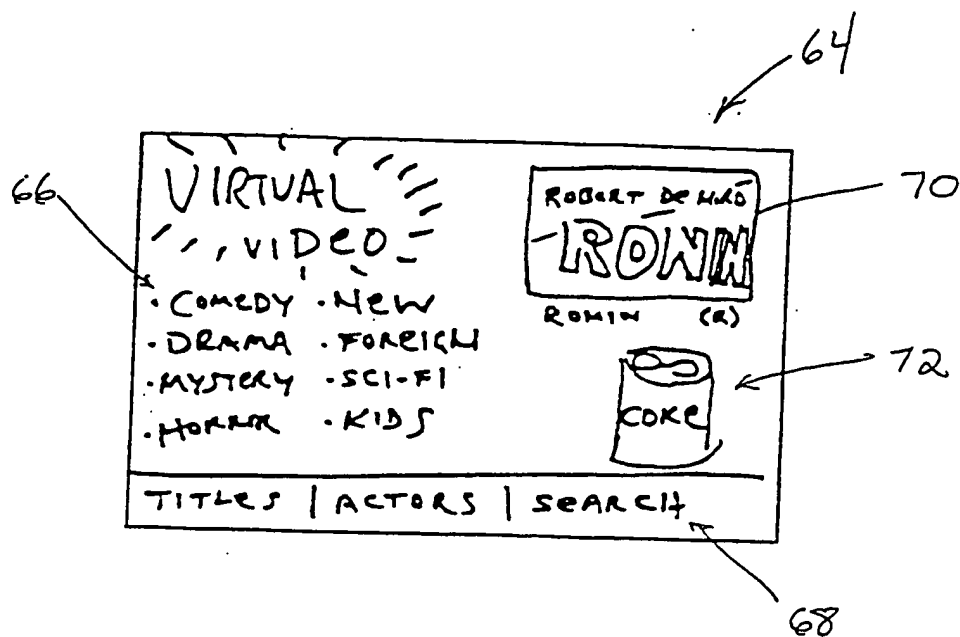 64
66
70
VIRTUAL
VIDEO
ROBERT DE NIRO
RONIN
RONIN (R)
· COMEDY · NEW
· DRAMA · FOREIGN
· MYSTERY · SCI-FI
· HORROR · KIDS
COKE
72
TITLES | ACTORS | SEARCH
68